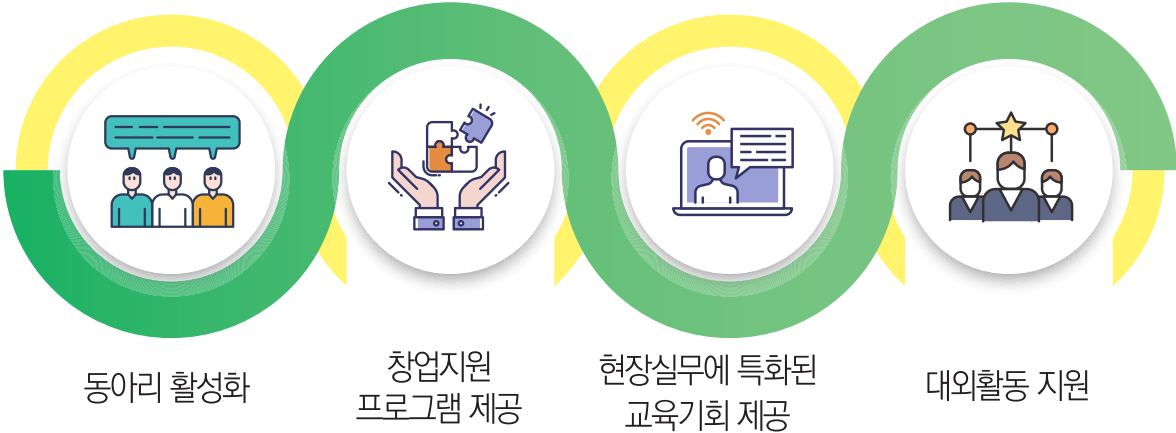 동아리 활성화
창업지원
프로그램 제공
현장실무에 특화된
교육기회 제공
대외활동 지원